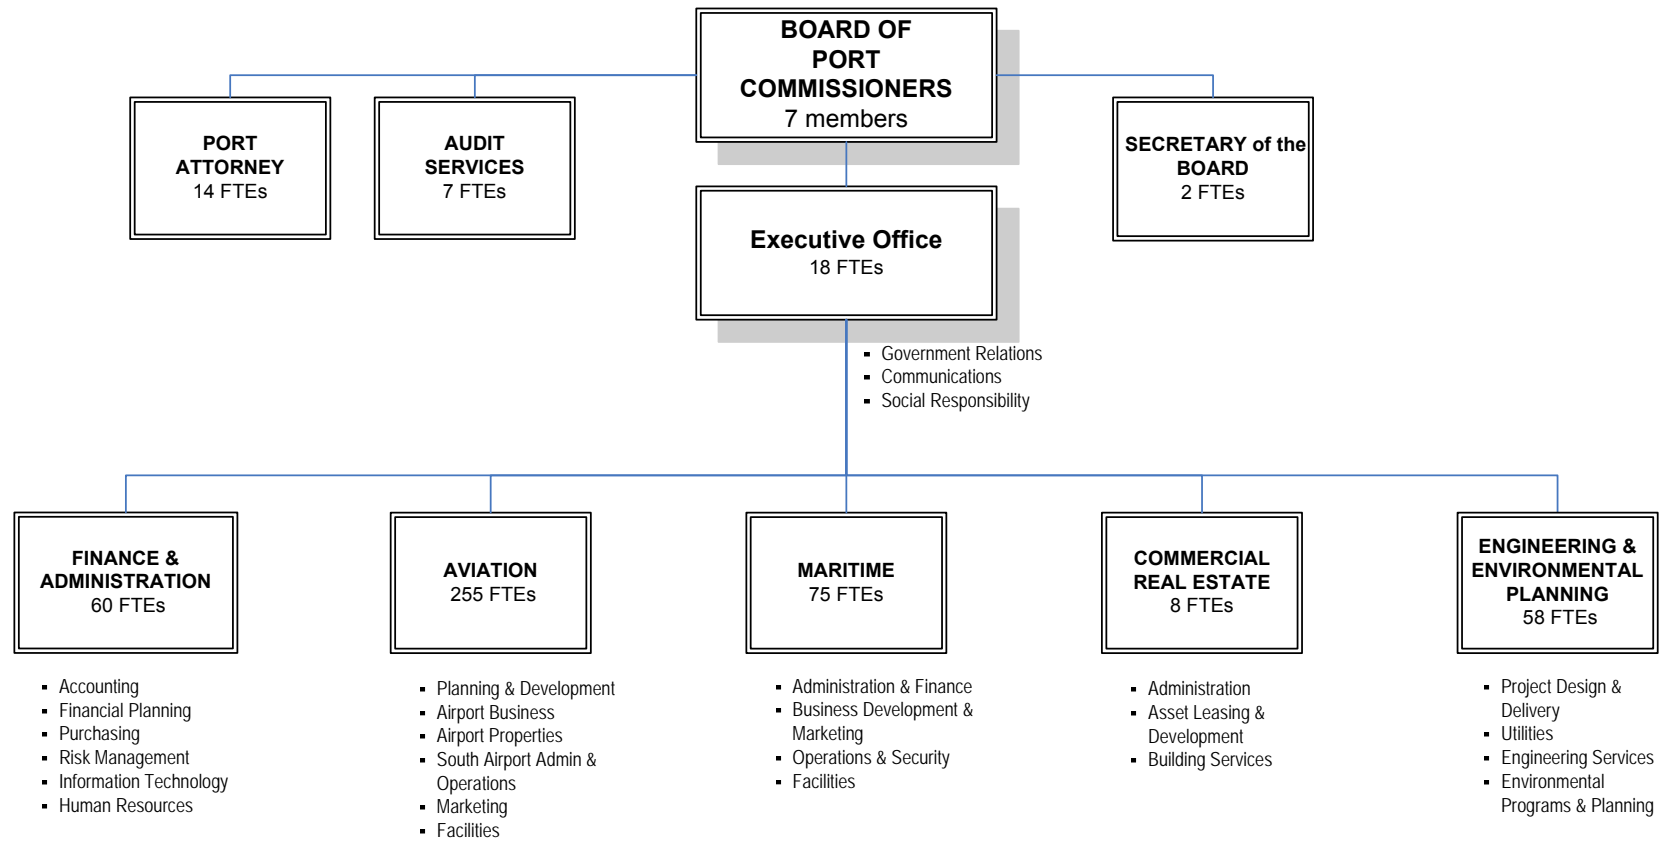 BOARD OF
PORT
COMMISSIONERS
7 members
PORT
ATTORNEY
14 FTEs
AUDIT
SERVICES
7 FTEs
SECRETARY of the
BOARD
2 FTEs
Executive Office
18 FTEs
▪ Government Relations
▪ Communications
▪ Social Responsibility
FINANCE &
ADMINISTRATION
60 FTEs
AVIATION
255 FTEs
MARITIME
75 FTEs
COMMERCIAL
REAL ESTATE
8 FTEs
ENGINEERING &
ENVIRONMENTAL
PLANNING
58 FTEs
▪ Accounting
▪ Financial Planning
▪ Purchasing
▪ Risk Management
▪ Information Technology
▪ Human Resources
▪ Planning & Development
▪ Airport Business
▪ Airport Properties
▪ South Airport Admin &
Operations
▪ Marketing
▪ Facilities
▪ Administration & Finance
▪ Business Development &
Marketing
▪ Operations & Security
▪ Facilities
▪ Administration
▪ Asset Leasing &
Development
▪ Building Services
▪ Project Design &
Delivery
▪ Utilities
▪ Engineering Services
▪ Environmental
Programs & Planning